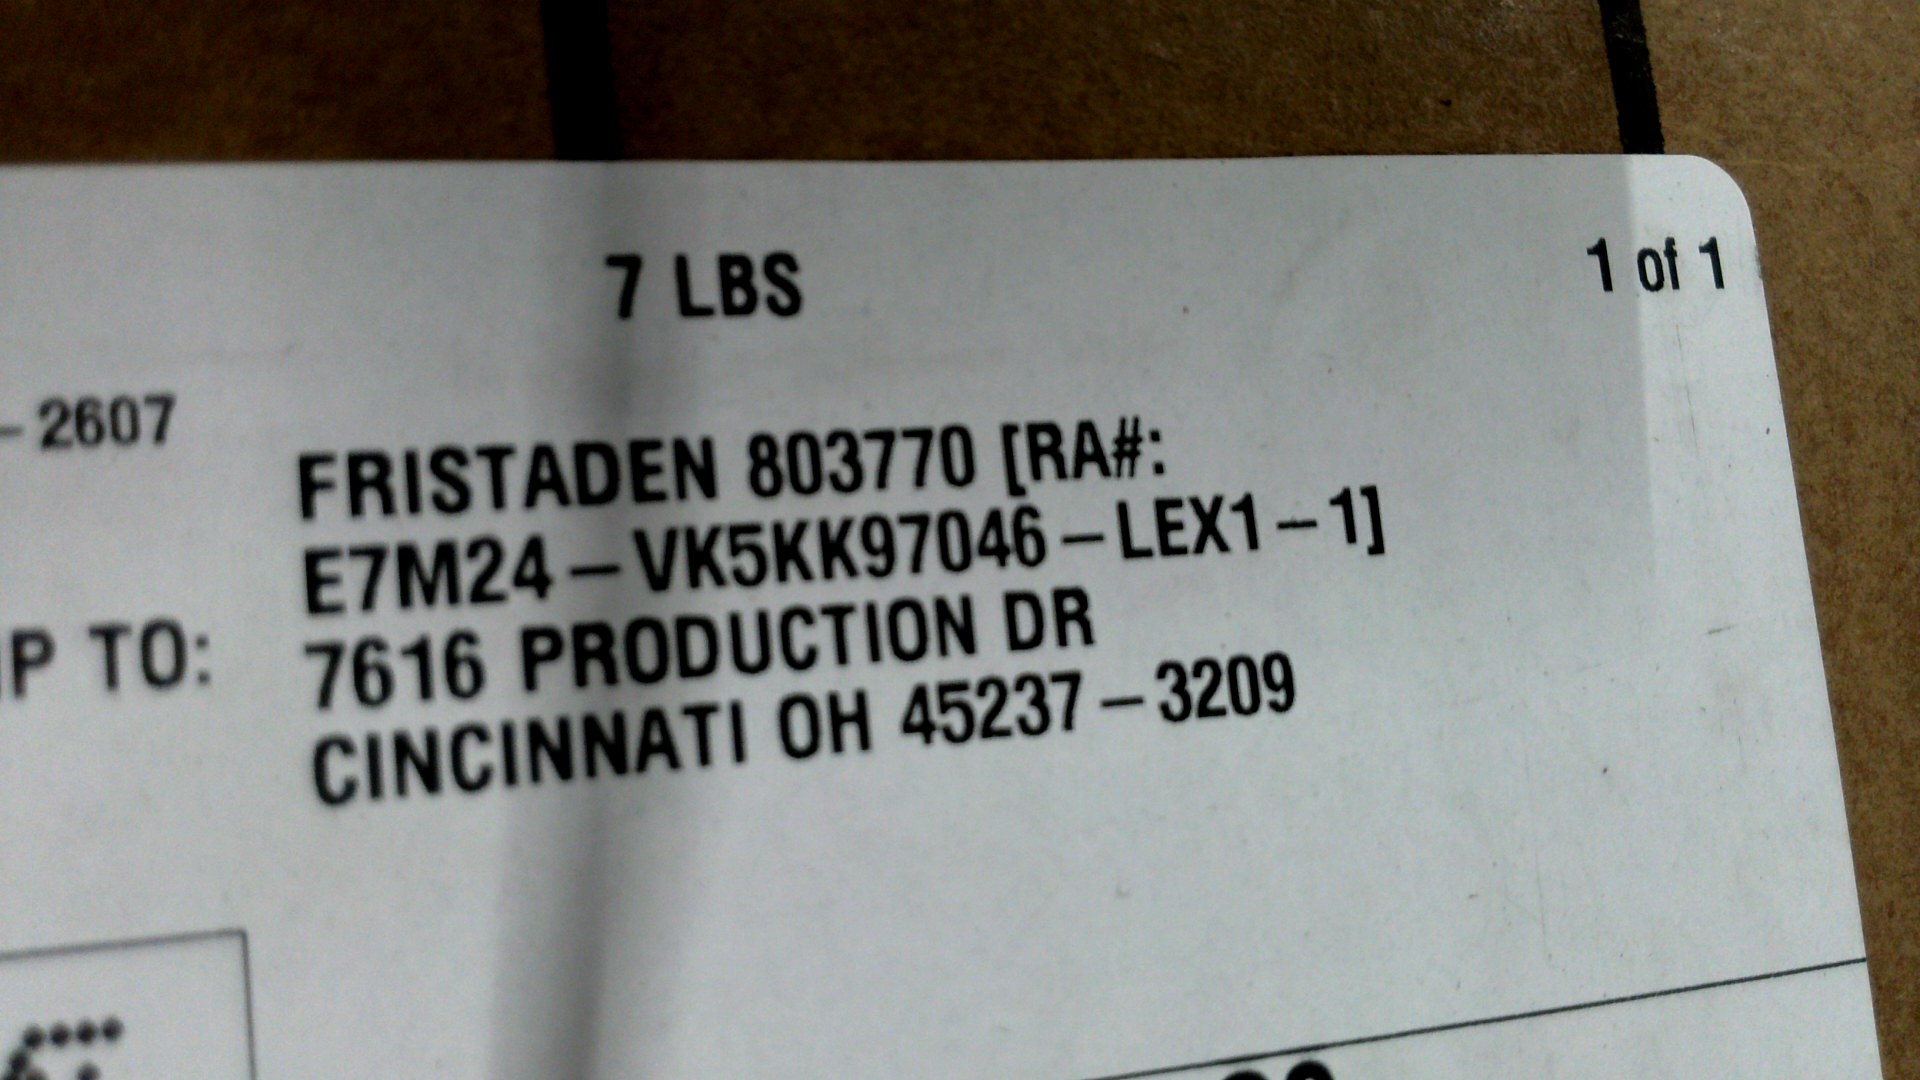 7 LBS
1 of 1
-2607
FRISTADEN 803770 [RA#:
E7M24-VK5KK97046-LEX1-1]
P TO: 7616 PRODUCTION DR
CINCINNATI OH 45237-3209